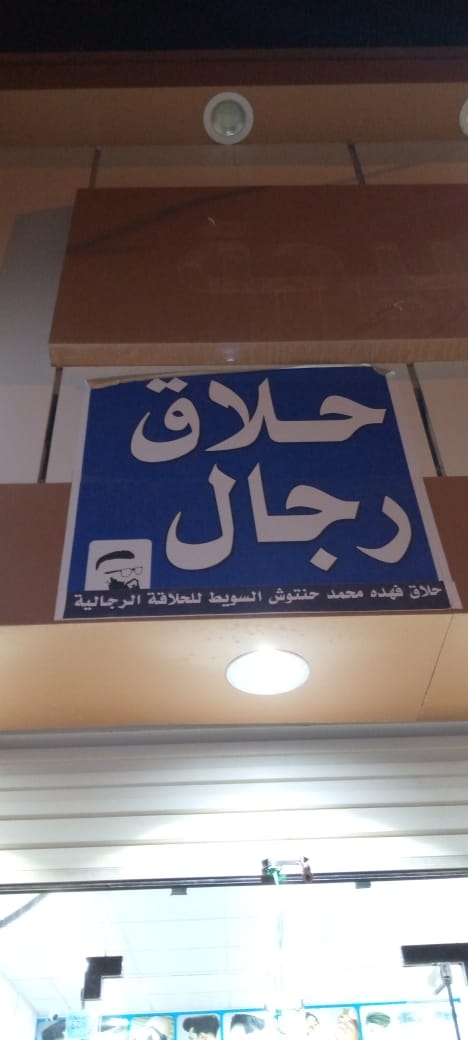 حلاق
رجال
حلاق فهده محمد حنتوش السويط للحلاقة الرجالية